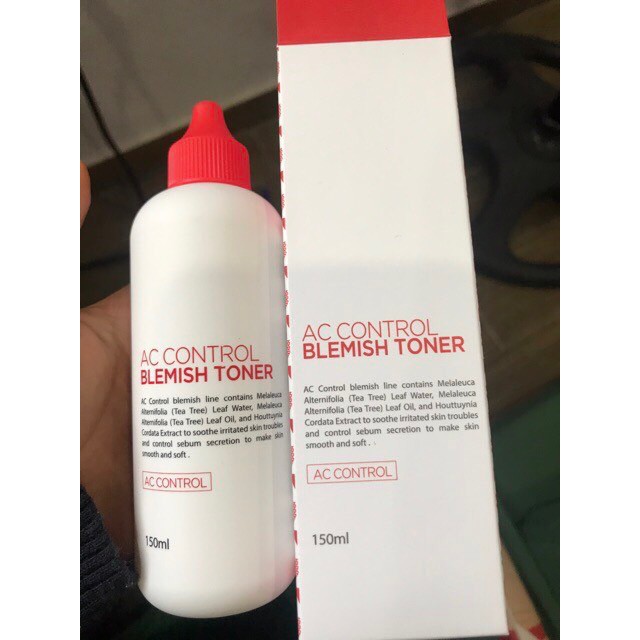 AC CONTROL
BLEMISH TONER
AC Control blemish line contains Melaleuca
Alternifolia (Tea Tree) Leaf Water, Melaleuca
Alternifolia (Tea Tree) Leaf Oil, and Houttuynia
Cordata Extract to soothe irritated skin troubles
and control sebum secretion to make skin
smooth and soft .
AC CONTROL
150ml
AC CONTROL
BLEMISH TONER
AC Control blemish line contains Melaleuca
Alternifolia (Tea Tree) Leaf Water, Melaleuca
Alternifolia (Tea Tree) Leaf Oil, and Houttuynia
Cordata Extract to soothe irritated skin troubles
and control sebum secretion to make skin
smooth and soft .
AC CONTROL
150ml